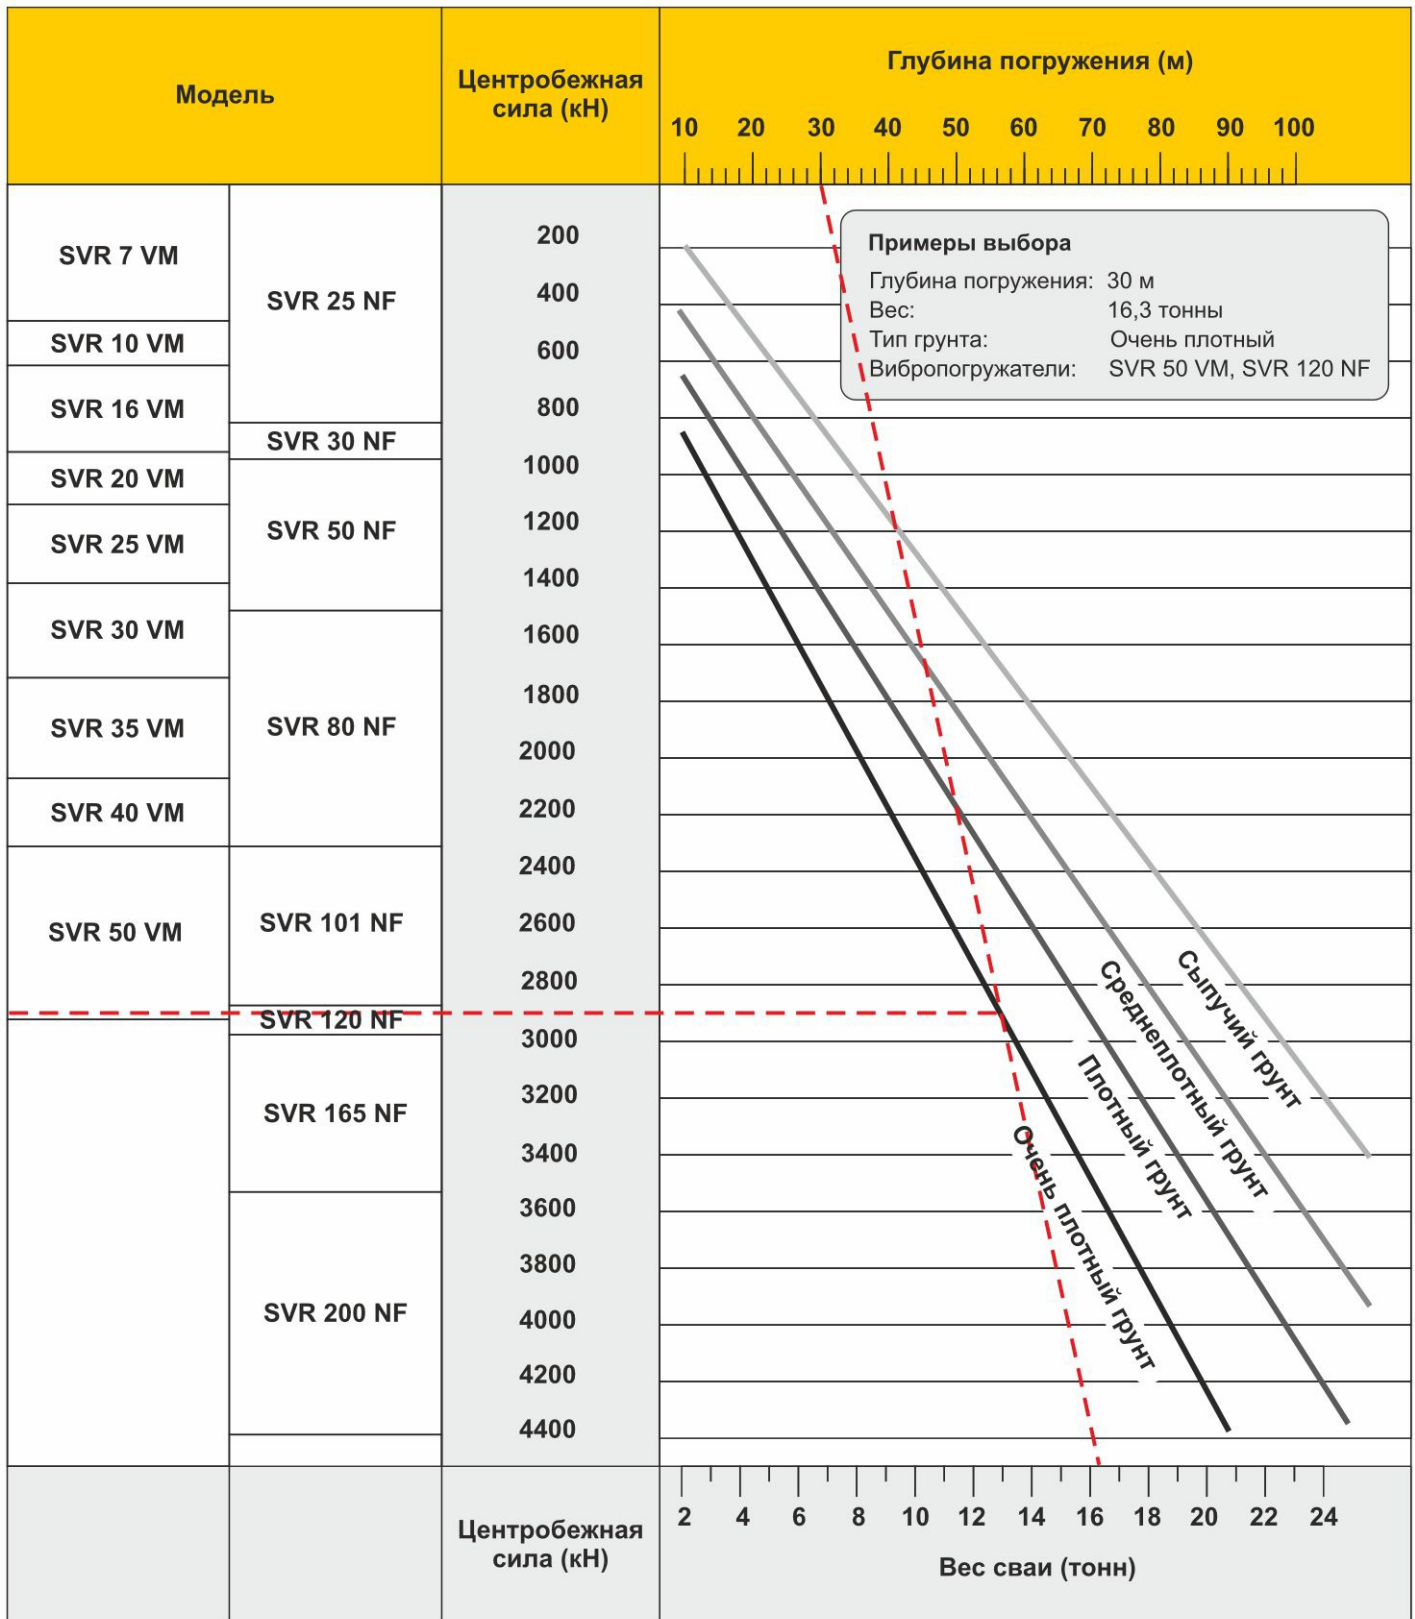 Модель
Центробежная
сила (кН)
Глубина погружения (м)
10 20 30 40 50 60 70 80 90 100
SVR 7 VM
SVR 10 VM
SVR 16 VM
SVR 20 VM
SVR 25 VM
SVR 30 VM
SVR 35 VM
SVR 40 VM
SVR 50 VM
SVR 25 NF
SVR 30 NF
SVR 50 NF
SVR 80 NF
SVR 101 NF
SVR 120 NF
SVR 165 NF
SVR 200 NF
200
400
600
800
1000
1200
1400
1600
1800
2000
2200
2400
2600
2800
3000
3200
3400
3600
3800
4000
4200
4400
Примеры выбора
Глубина погружения: 30 м
Вес: 16,3 тонны
Тип грунта: Очень плотный
Вибропогружатели: SVR 50 VM, SVR 120 NF
Сыпучий грунт
Среднеплотный грунт
Плотный грунт
Очень плотный грунт
Центробежная
сила (кН)
2 4 6 8 10 12 14 16 18 20 22 24
Вес сваи (тонн)